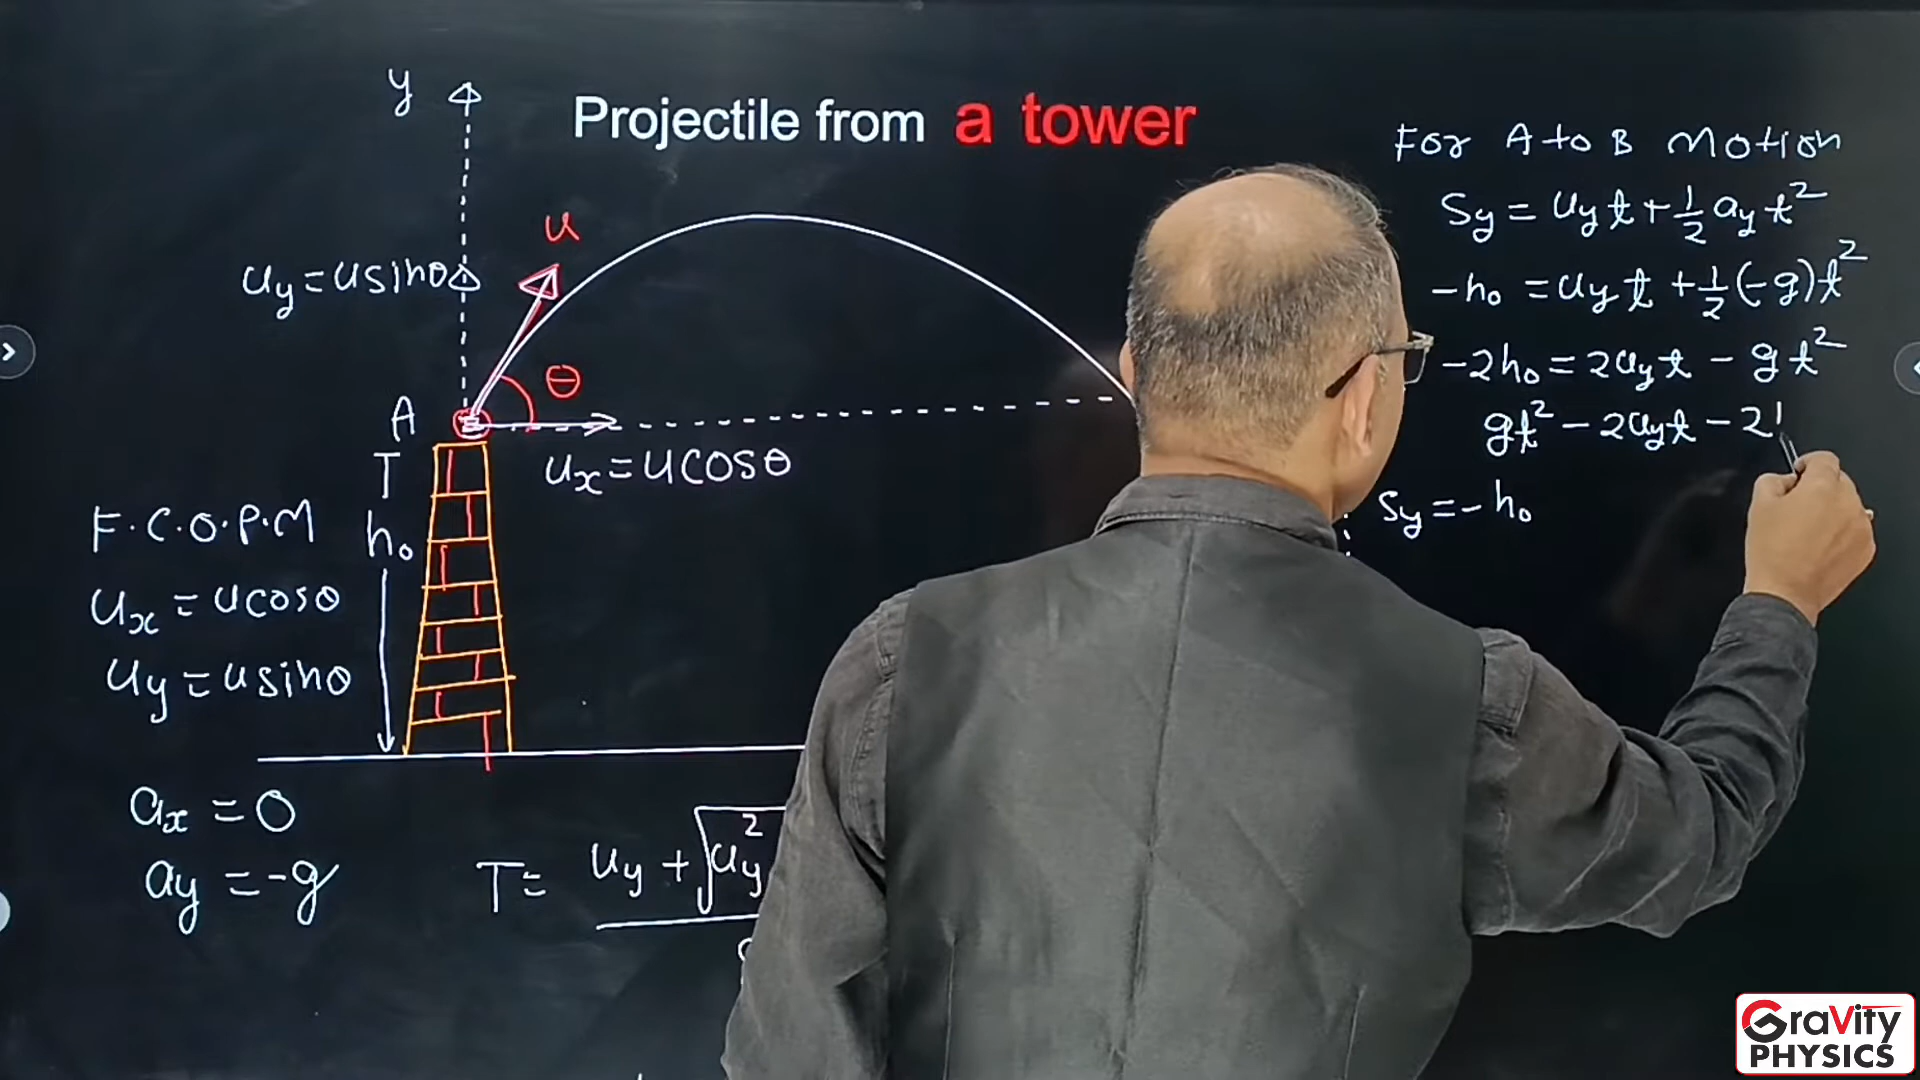 y
Projectile from a tower
u
uy = usinθ
θ
A
ux = ucosθ
T
h₀
F.C.O.P.M
ux = ucosθ
uy = usinθ
ax = 0
ay = -g
T = uy + √uy²
For A to B Motion
Sy = uyt + ½ ayt²
-h₀ = uyt + ½(-g)t²
-2h₀ = 2uyt - gt²
gt² - 2uyt - 2
Sy = -h₀
GraVity
PHYSICS